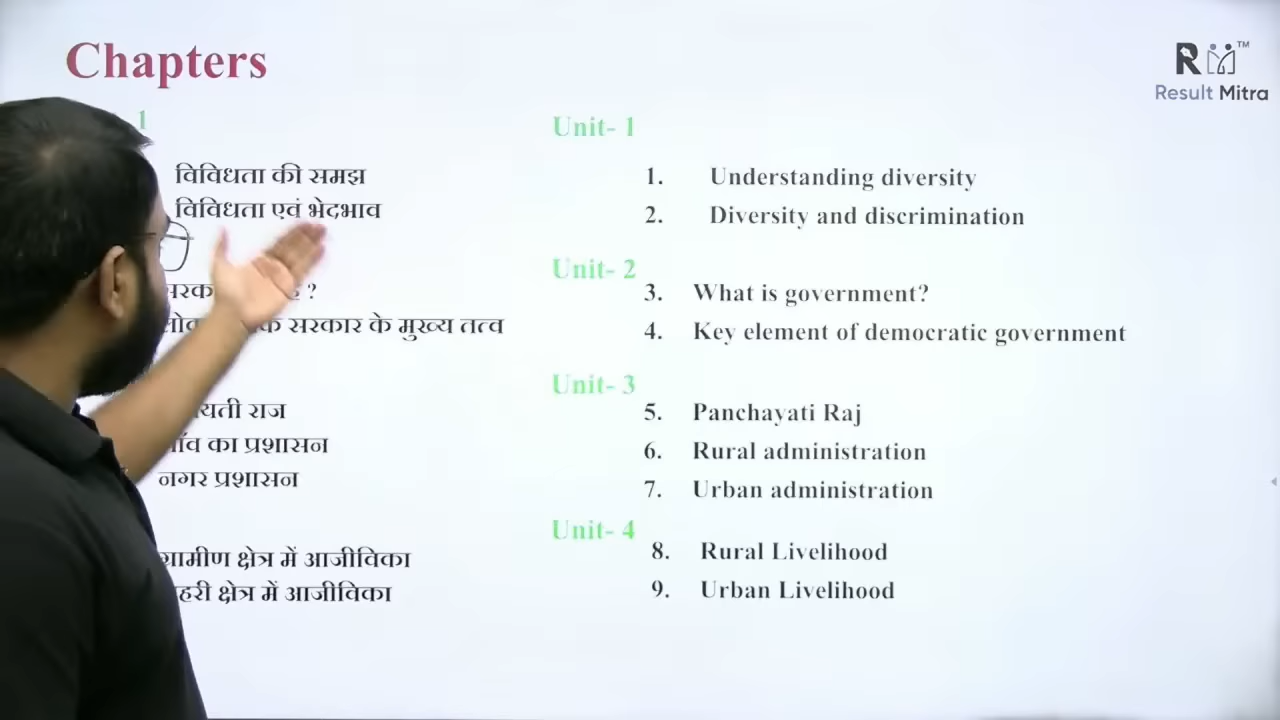 Chapters
R
TM
Result Mitra
1
विविधता की समझ
विविधता एवं भेदभाव
?
सरकार के मुख्य तत्व
राज
का प्रशासन
नगर प्रशासन
ग्रामीण क्षेत्र में आजीविका
क्षेत्र में आजीविका
Unit- 1
1. Understanding diversity
2. Diversity and discrimination
Unit- 2
3. What is government?
4. Key element of democratic government
Unit- 3
5. Panchayati Raj
6. Rural administration
7. Urban administration
Unit- 4
8. Rural Livelihood
9. Urban Livelihood